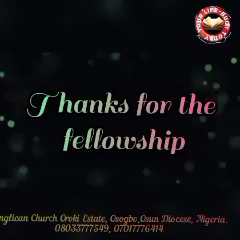 Thanks for the
fellowship
nglican Church Oroki Estate, Osogbo,Osun Diocese, Nigeria.
08033777549, 07017776414